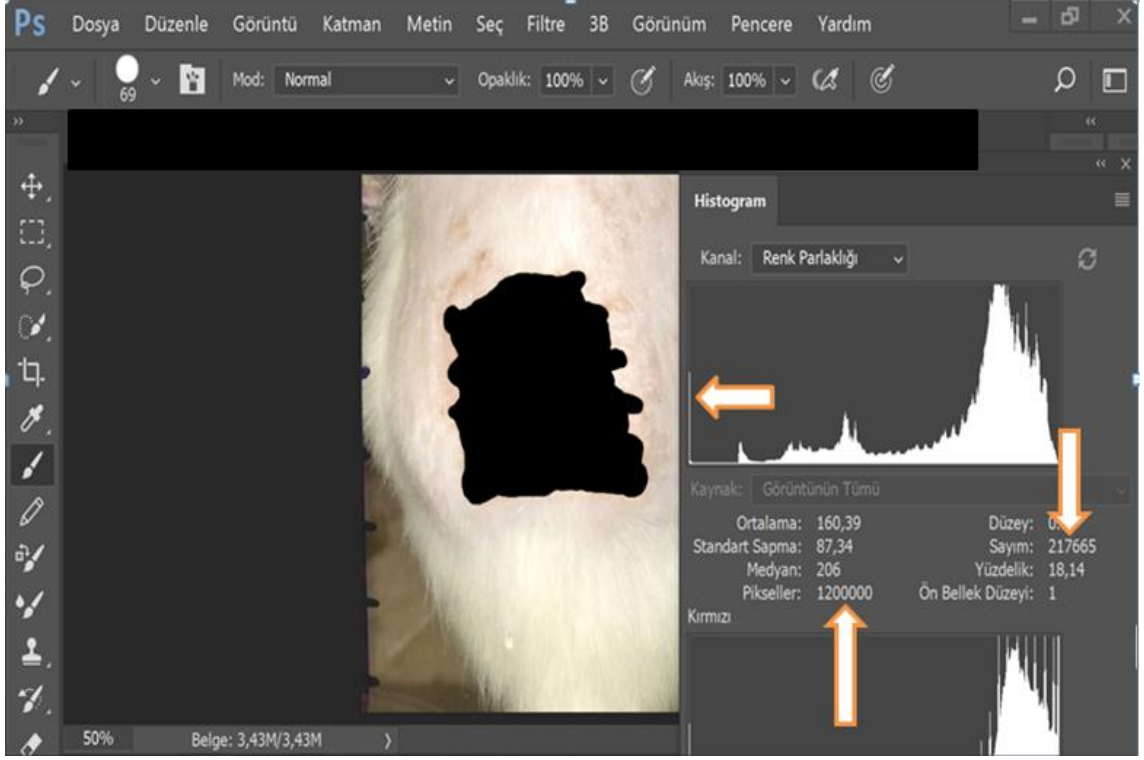 Ps Dosya Düzenle Görüntü Katman Metin Seç Filtre 3B Görünüm Pencere Yardım
69 Mod: Normal Opaklık: 100% Akış: 100%
Histogram
Kanal: Renk Parlaklığı
Kaynak: Görüntünün Tümü
Ortalama: 160,39 Düzey:
Standart Sapma: 87,34 Sayım: 217665
Medyan: 206 Yüzdelik: 18,14
Pikseller: 1200000 Ön Bellek Düzeyi: 1
Kırmızı
50% Belge: 3,43M/3,43M